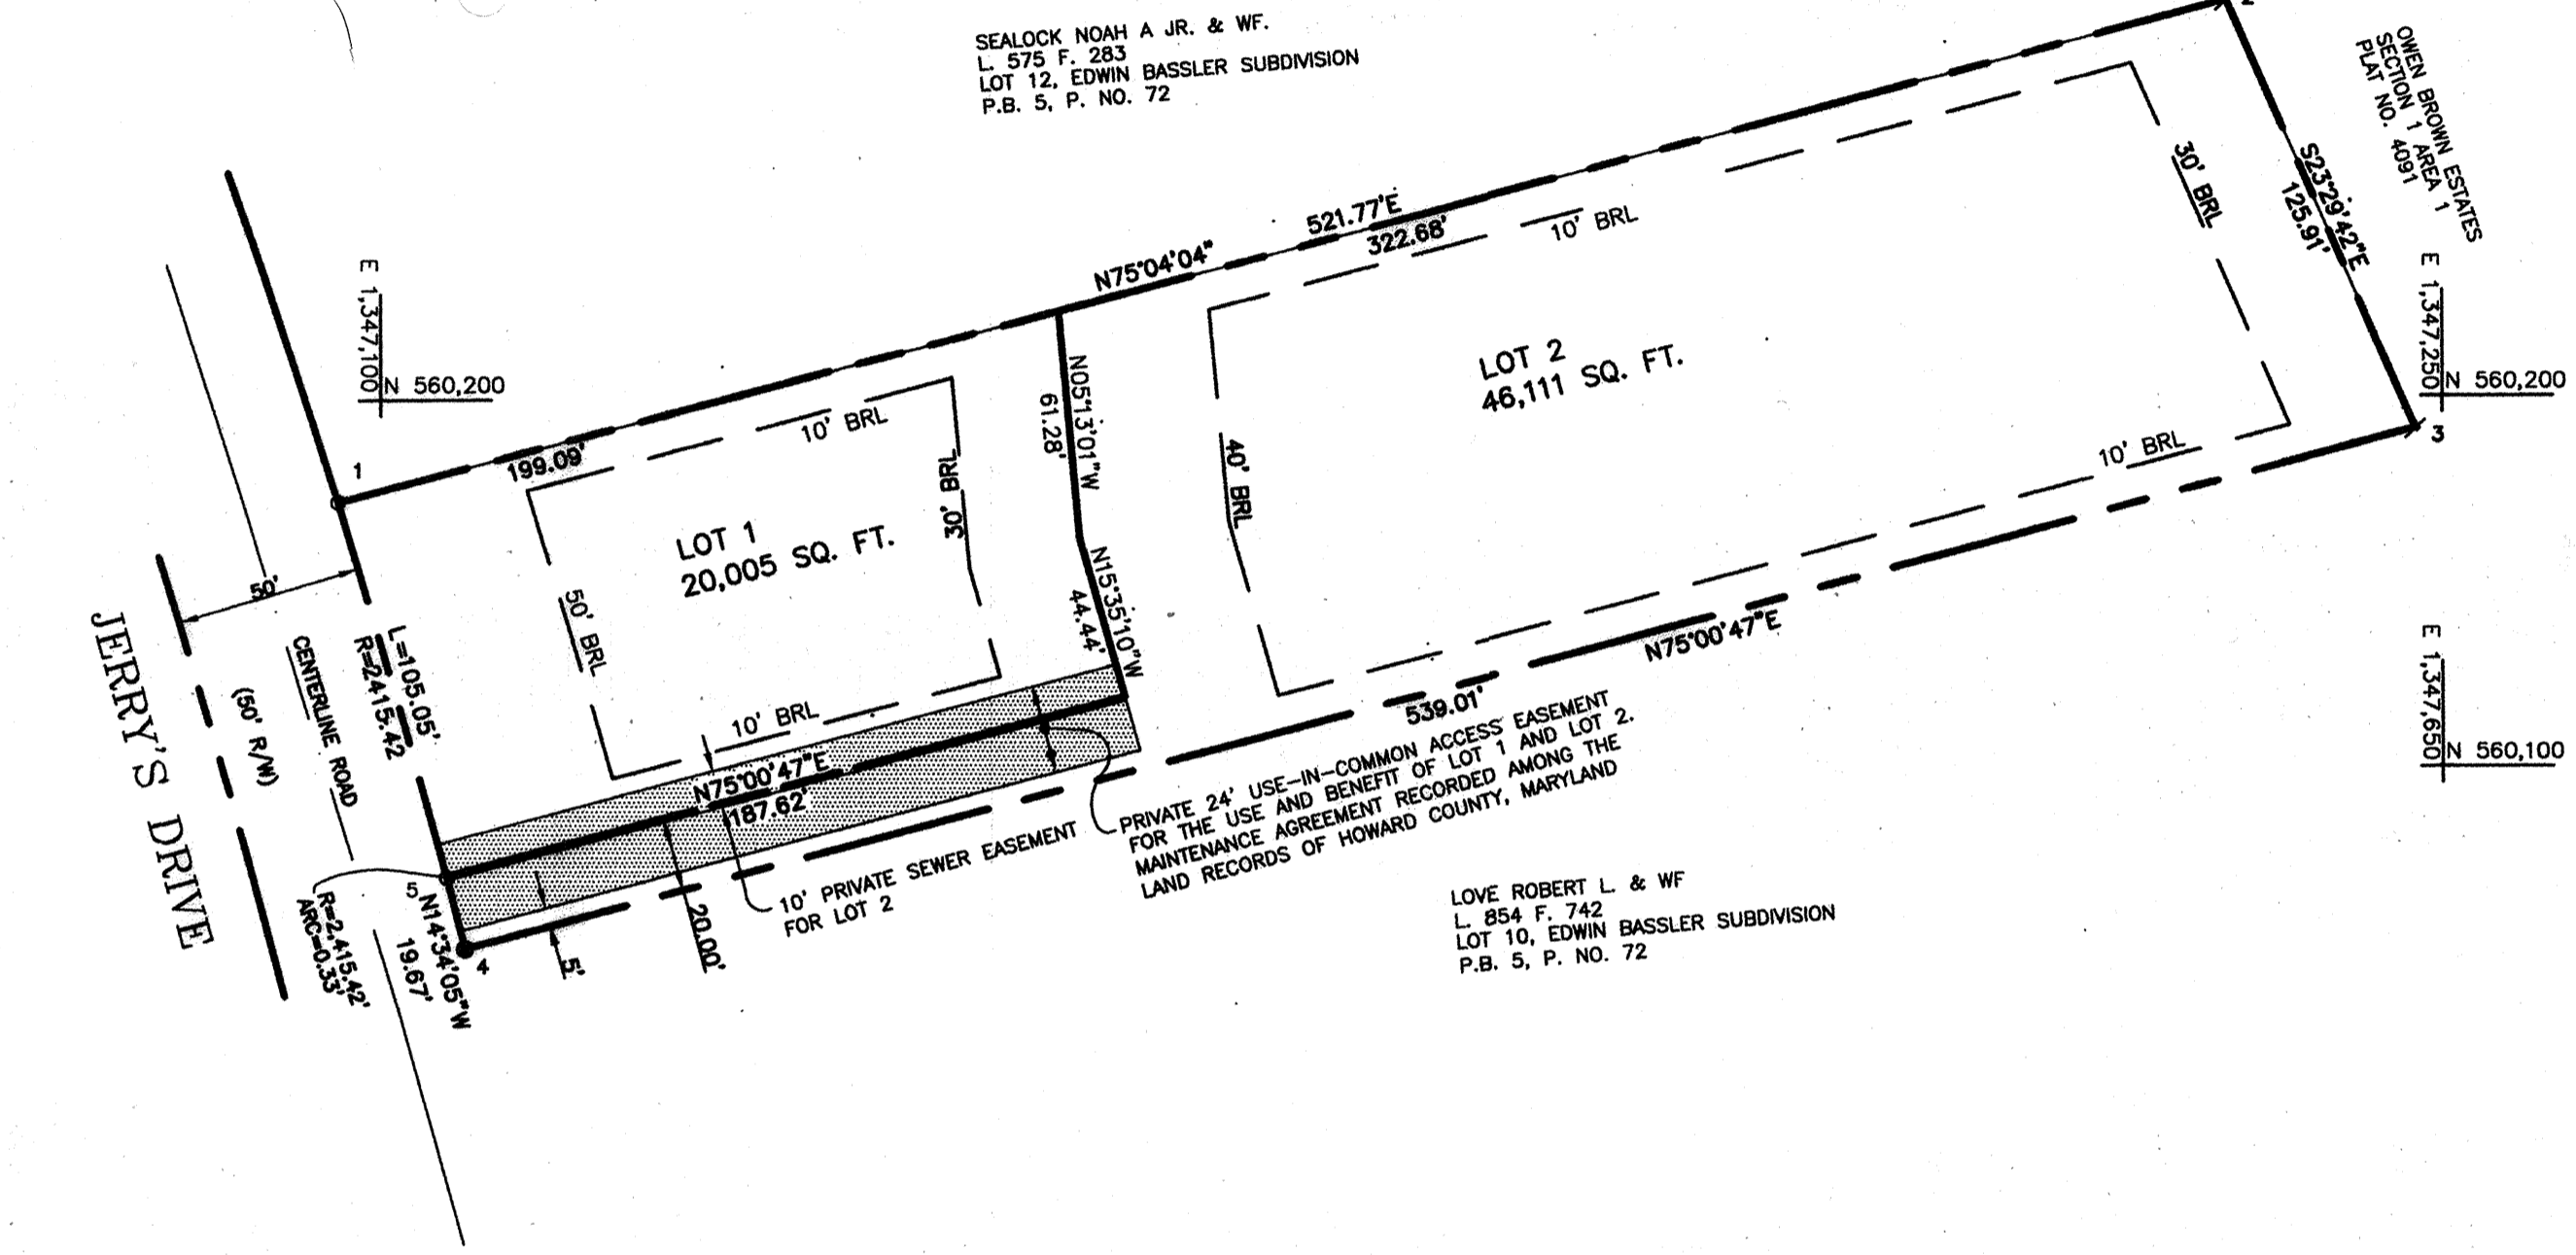 SEALOCK NOAH A JR. & WF.
L. 575 F. 283
LOT 12, EDWIN BASSLER SUBDIVISION
P.B. 5, P. NO. 72
OWEN BROWN ESTATES
SECTION 1 AREA 1
PLAT NO. 4091
S23°29'42"E
125.91'
30' BRL
E 1,347,250
N 560,200
3
521.77'
N75°04'04"E
322.68'
10' BRL
E 1,347,100
N 560,200
1
199.09'
10' BRL
LOT 1
20,005 SQ. FT.
30' BRL
50' BRL
10' BRL
N05°13'01"W
61.28'
N15°35'10"W
44.44'
40' BRL
LOT 2
46,111 SQ. FT.
10' BRL
N75°00'47"E
539.01'
E 1,347,650
N 560,100
50'
JERRY'S DRIVE
(50' R/W)
CENTERLINE ROAD
L=105.05'
R=2415.42
N75°00'47"E
187.62'
5
R=2,415.42'
ARC=0.33'
N14°34'05"W
19.67'
4
5'
20.00'
10' PRIVATE SEWER EASEMENT
FOR LOT 2
PRIVATE 24' USE-IN-COMMON ACCESS EASEMENT
FOR THE USE AND BENEFIT OF LOT 1 AND LOT 2.
MAINTENANCE AGREEMENT RECORDED AMONG THE
LAND RECORDS OF HOWARD COUNTY, MARYLAND
LOVE ROBERT L. & WF
L. 854 F. 742
LOT 10, EDWIN BASSLER SUBDIVISION
P.B. 5, P. NO. 72